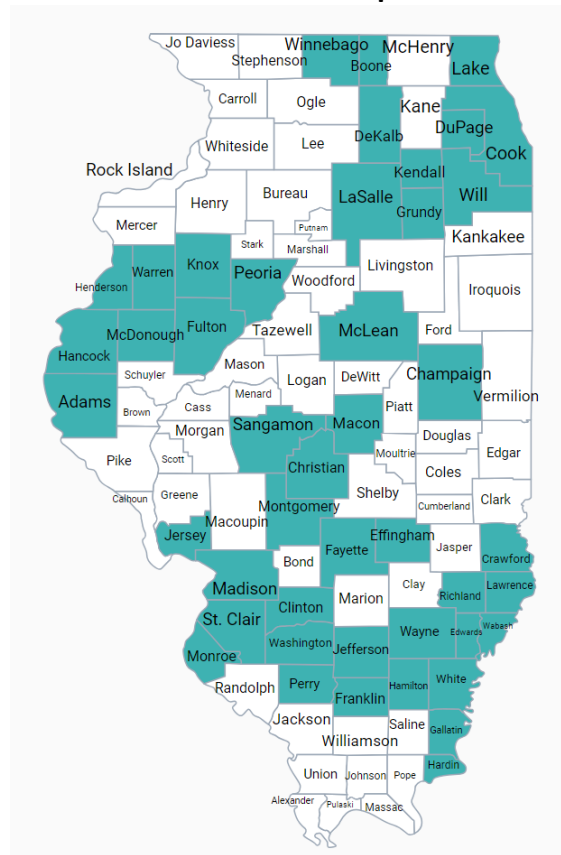 Jo Daviess
Stephenson
Winnebago
Boone
McHenry
Lake
Carroll
Ogle
DeKalb
Kane
DuPage
Cook
Whiteside
Lee
Kendall
Will
Rock Island
Henry
Bureau
LaSalle
Grundy
Mercer
Putnam
Kankakee
Stark
Marshall
Henderson
Warren
Knox
Peoria
Woodford
Livingston
Iroquois
Hancock
McDonough
Fulton
Tazewell
McLean
Ford
Schuyler
Mason
Logan
DeWitt
Champaign
Vermilion
Adams
Brown
Cass
Menard
Piatt
Morgan
Sangamon
Macon
Douglas
Edgar
Pike
Scott
Christian
Moultrie
Coles
Calhoun
Greene
Macoupin
Montgomery
Shelby
Cumberland
Clark
Jersey
Fayette
Effingham
Jasper
Crawford
Bond
Madison
Clay
Richland
Lawrence
Clinton
Marion
St. Clair
Washington
Jefferson
Wayne
Edwards
Wabash
Monroe
Randolph
Perry
Franklin
Hamilton
White
Jackson
Williamson
Saline
Gallatin
Union
Johnson
Pope
Hardin
Alexander
Pulaski
Massac